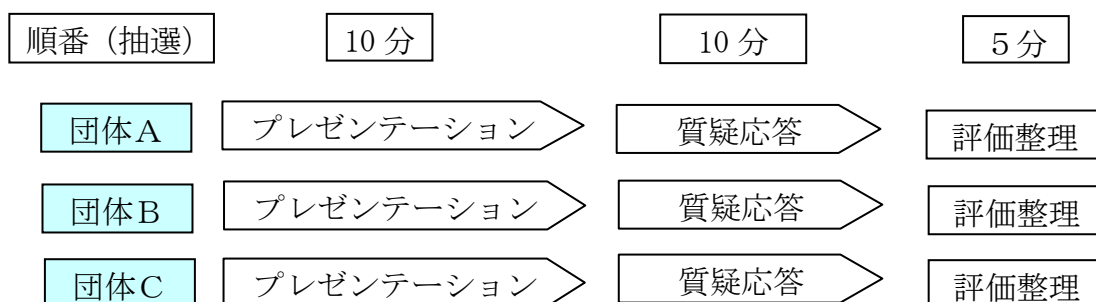 順番（抽選） 10分 10分 ５分
団体Ａ プレゼンテーション 質疑応答 評価整理
団体Ｂ プレゼンテーション 質疑応答 評価整理
団体Ｃ プレゼンテーション 質疑応答 評価整理